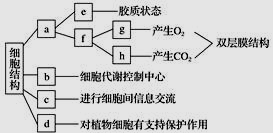 e 胶质状态
a
g 产生O₂
f
双层膜结构
h 产生CO₂
细胞结构
b 细胞代谢控制中心
c 进行细胞间信息交流
d 对植物细胞有支持保护作用